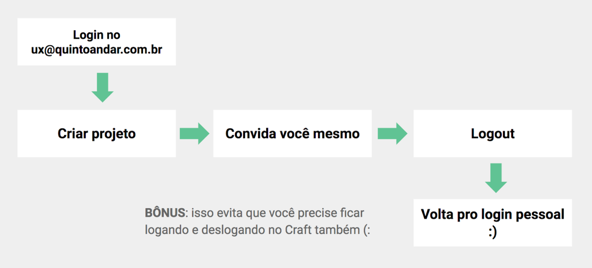 Login no
ux@quintoandar.com.br
Criar projeto
Convida você mesmo
Logout
Volta pro login pessoal
:)
BÔNUS: isso evita que você precise ficar
logando e deslogando no Craft também (: